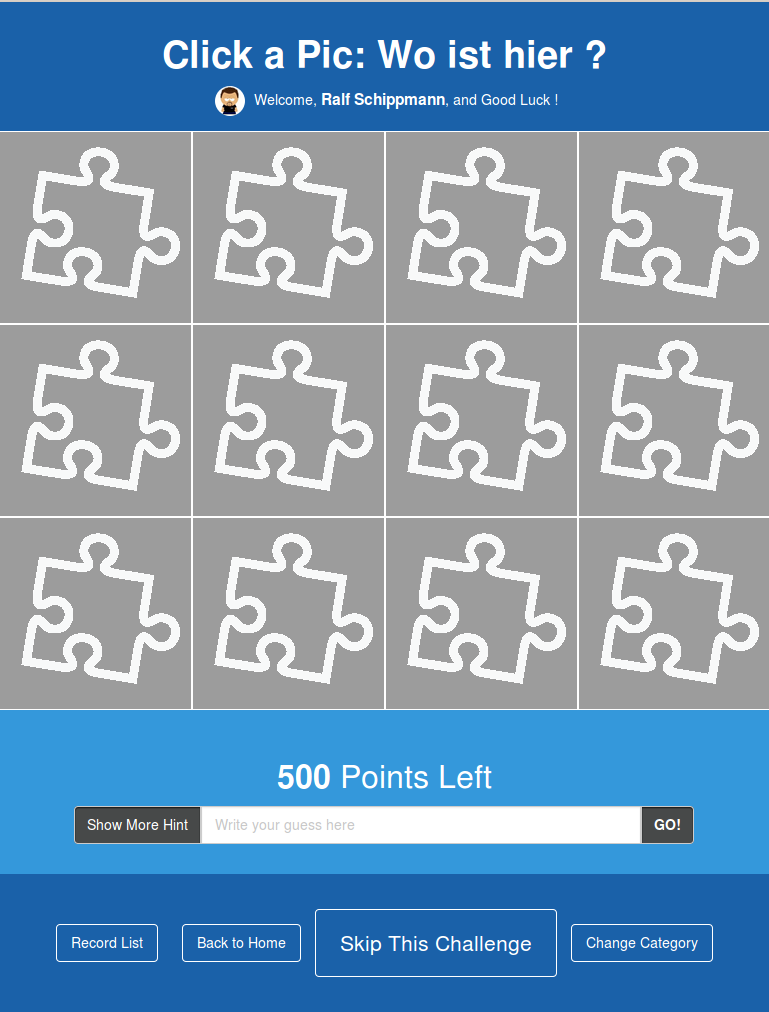 Click a Pic: Wo ist hier ?
Welcome, Ralf Schippmann, and Good Luck !
500 Points Left
Show More Hint
Write your guess here
GO!
Record List
Back to Home
Skip This Challenge
Change Category